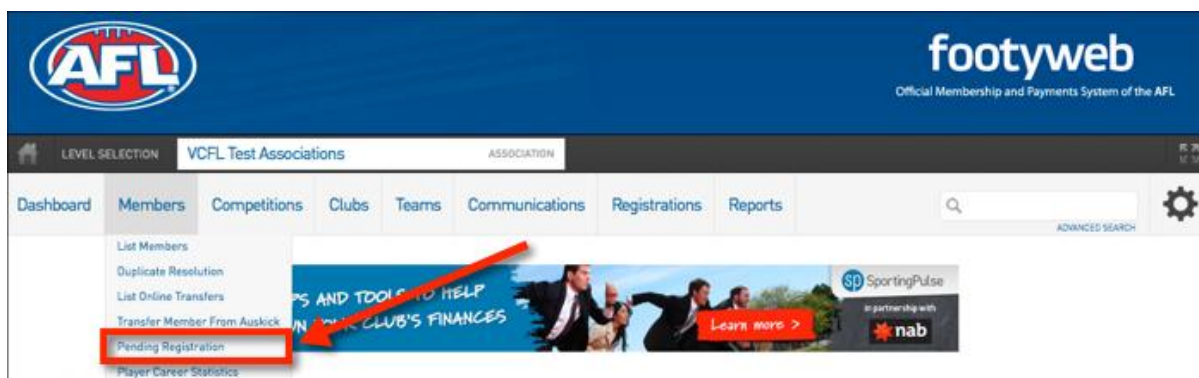 AFL
footyweb
Official Membership and Payments System of the AFL
LEVEL SELECTION VCFL Test Associations ASSOCIATION
Dashboard Members Competitions Clubs Teams Communications Registrations Reports
ADVANCED SEARCH
List Members
Duplicate Resolution
List Online Transfers
Transfer Member From Auskick
Pending Registration
Player Career Statistics
PS AND TOOLS TO HELP
YOUR CLUB'S FINANCES
Learn more >
sp SportingPulse
in partnership with
nab